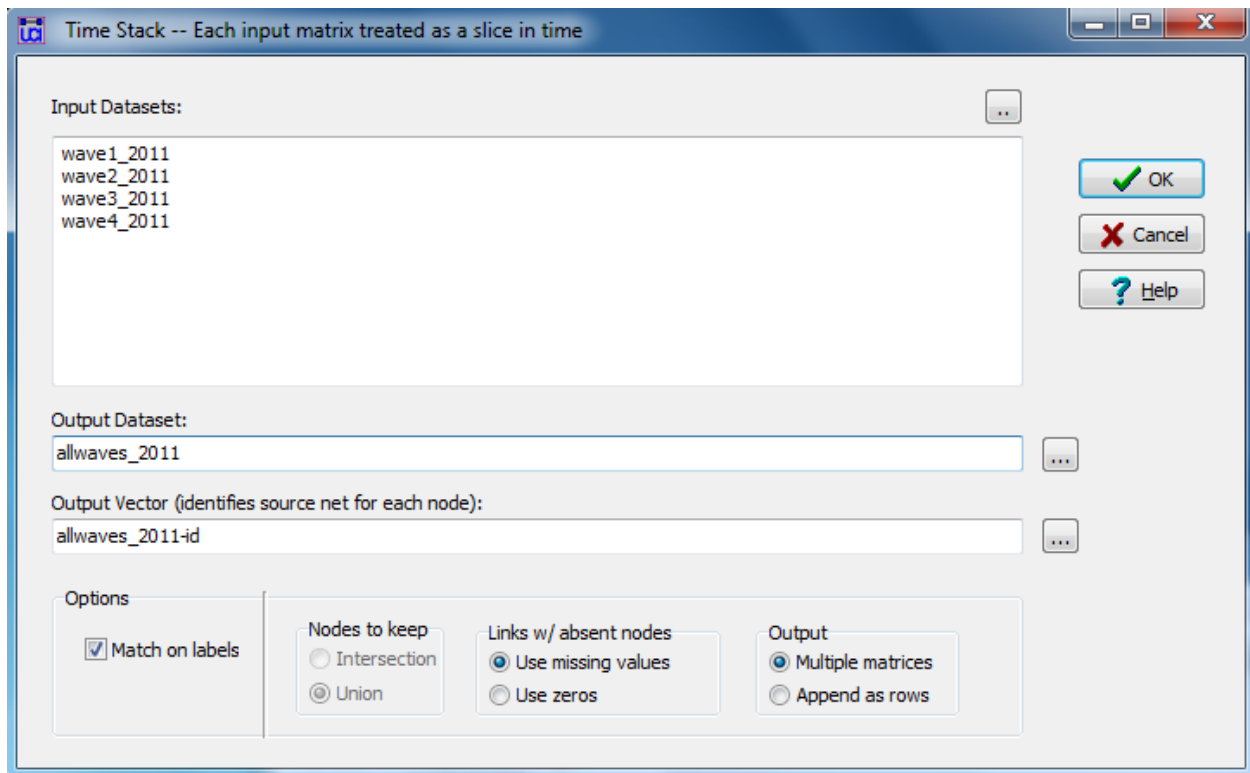 uci Time Stack -- Each input matrix treated as a slice in time
Input Datasets:
..
wave1_2011
wave2_2011
wave3_2011
wave4_2011
OK
Cancel
? Help
Output Dataset:
allwaves_2011
...
Output Vector (identifies source net for each node):
allwaves_2011-id
...
Options
Match on labels
Nodes to keep
Intersection
Union
Links w/ absent nodes
Use missing values
Use zeros
Output
Multiple matrices
Append as rows